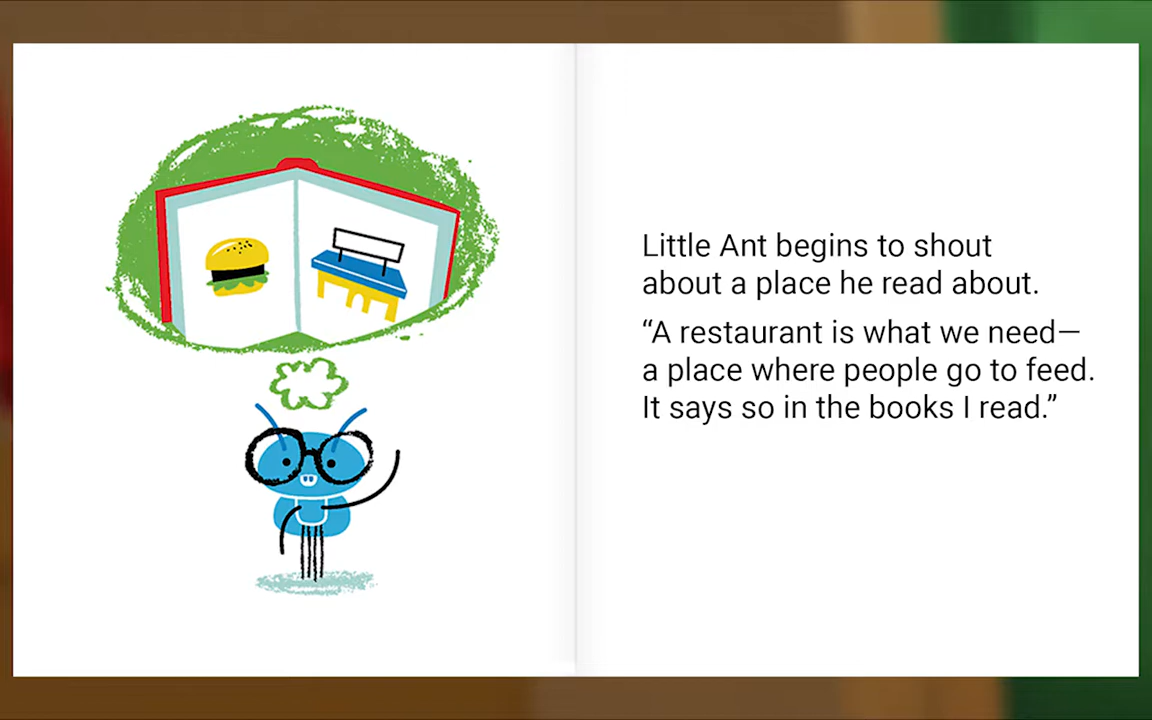 Little Ant begins to shout
about a place he read about.
“A restaurant is what we need—
a place where people go to feed.
It says so in the books I read.”